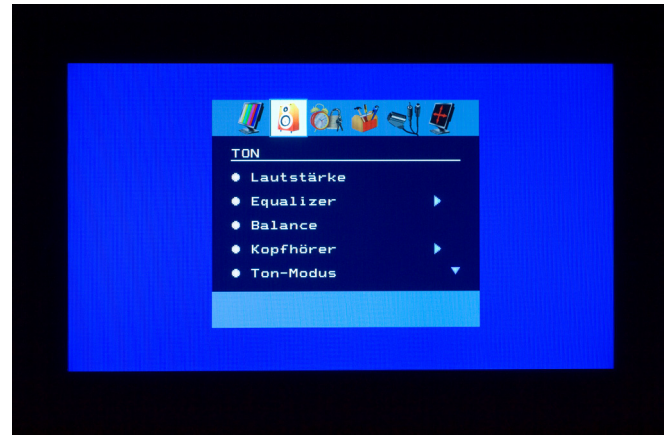 TON
Lautstärke
Equalizer
Balance
Kopfhörer
Ton-Modus